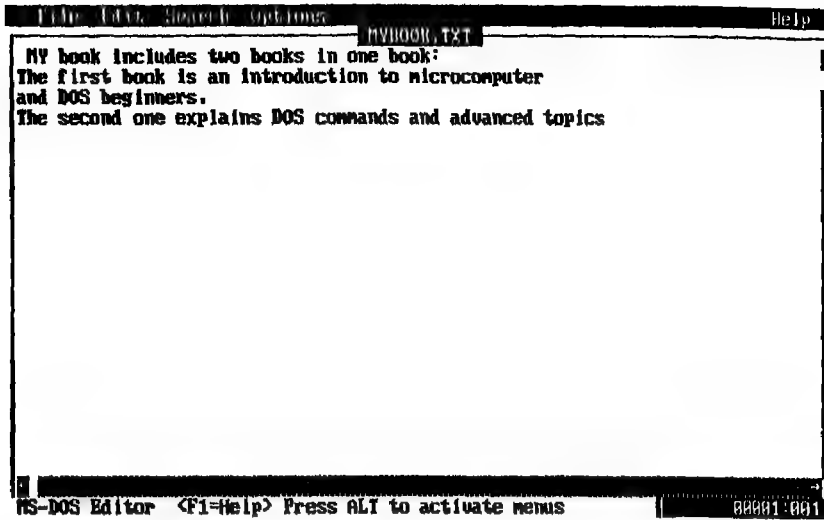 File Edit Search Options Help
MYBOOK.TXT
MY book includes two books in one book:
The first book is an introduction to microcomputer
and DOS beginners.
The second one explains DOS commands and advanced topics
MS-DOS Editor <F1=Help> Press ALT to activate menus 00001:001